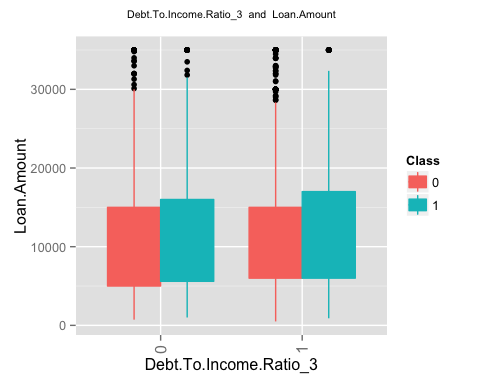 Debt.To.Income.Ratio_3 and Loan.Amount
Loan.Amount
30000
20000
10000
0
0
1
Debt.To.Income.Ratio_3
Class
0
1